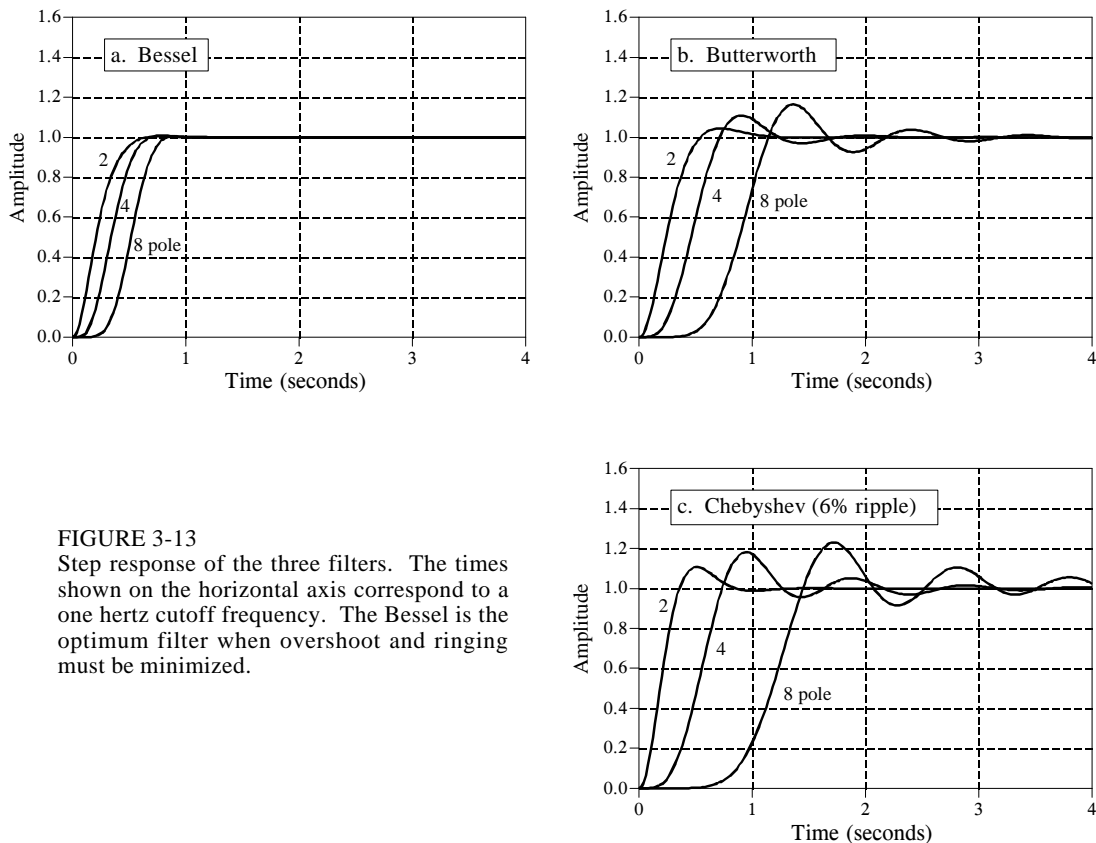 1.6
1.4
1.2
1.0
0.8
0.6
0.4
0.2
0.0
Amplitude
a. Bessel
2
4
8 pole
0 1 2 3 4
Time (seconds)
1.6
1.4
1.2
1.0
0.8
0.6
0.4
0.2
0.0
Amplitude
b. Butterworth
2
4
8 pole
0 1 2 3 4
Time (seconds)
FIGURE 3-13
Step response of the three filters. The times
shown on the horizontal axis correspond to a
one hertz cutoff frequency. The Bessel is the
optimum filter when overshoot and ringing
must be minimized.
1.6
1.4
1.2
1.0
0.8
0.6
0.4
0.2
0.0
Amplitude
c. Chebyshev (6% ripple)
2
4
8 pole
0 1 2 3 4
Time (seconds)